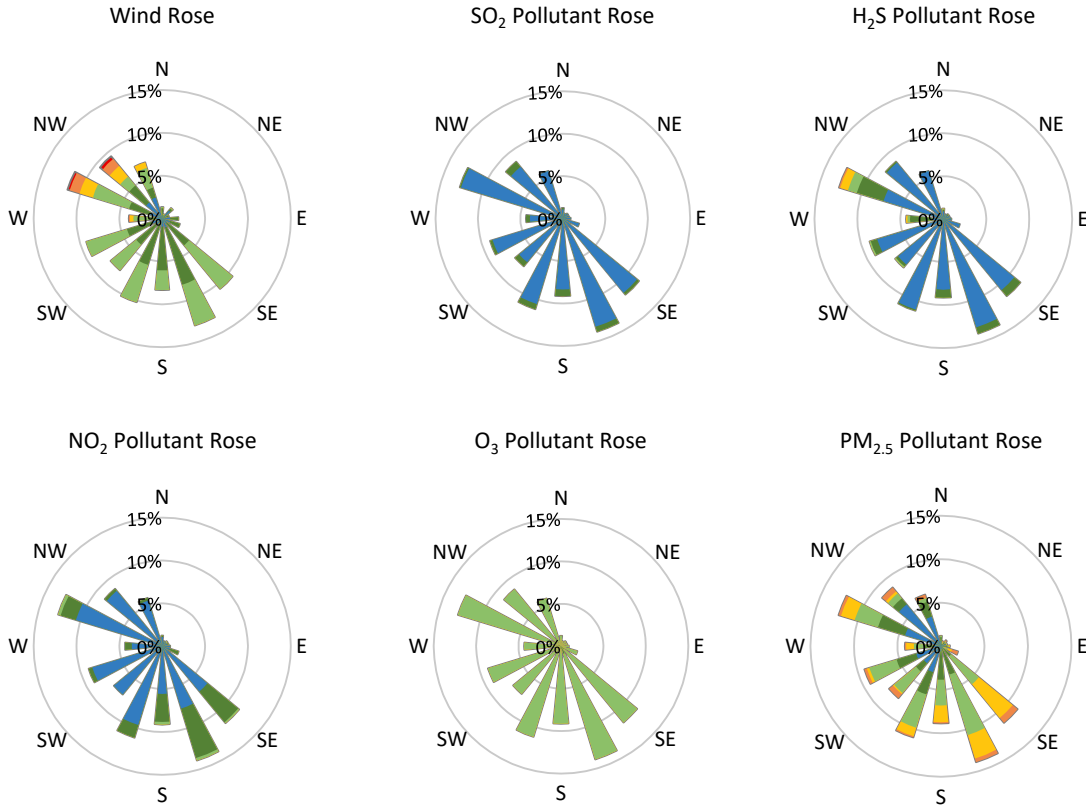 Wind Rose
N
15%
NW
NE
10%
5%
W
0%
E
SW
SE
S
SO₂ Pollutant Rose
N
15%
NW
NE
10%
5%
W
0%
E
SW
SE
S
H₂S Pollutant Rose
N
15%
NW
NE
10%
5%
W
0%
E
SW
SE
S
NO₂ Pollutant Rose
N
15%
NW
NE
10%
5%
W
0%
E
SW
SE
S
O₃ Pollutant Rose
N
15%
NW
NE
10%
5%
W
0%
E
SW
SE
S
PM₂.₅ Pollutant Rose
N
15%
NW
NE
10%
5%
W
0%
E
SW
SE
S